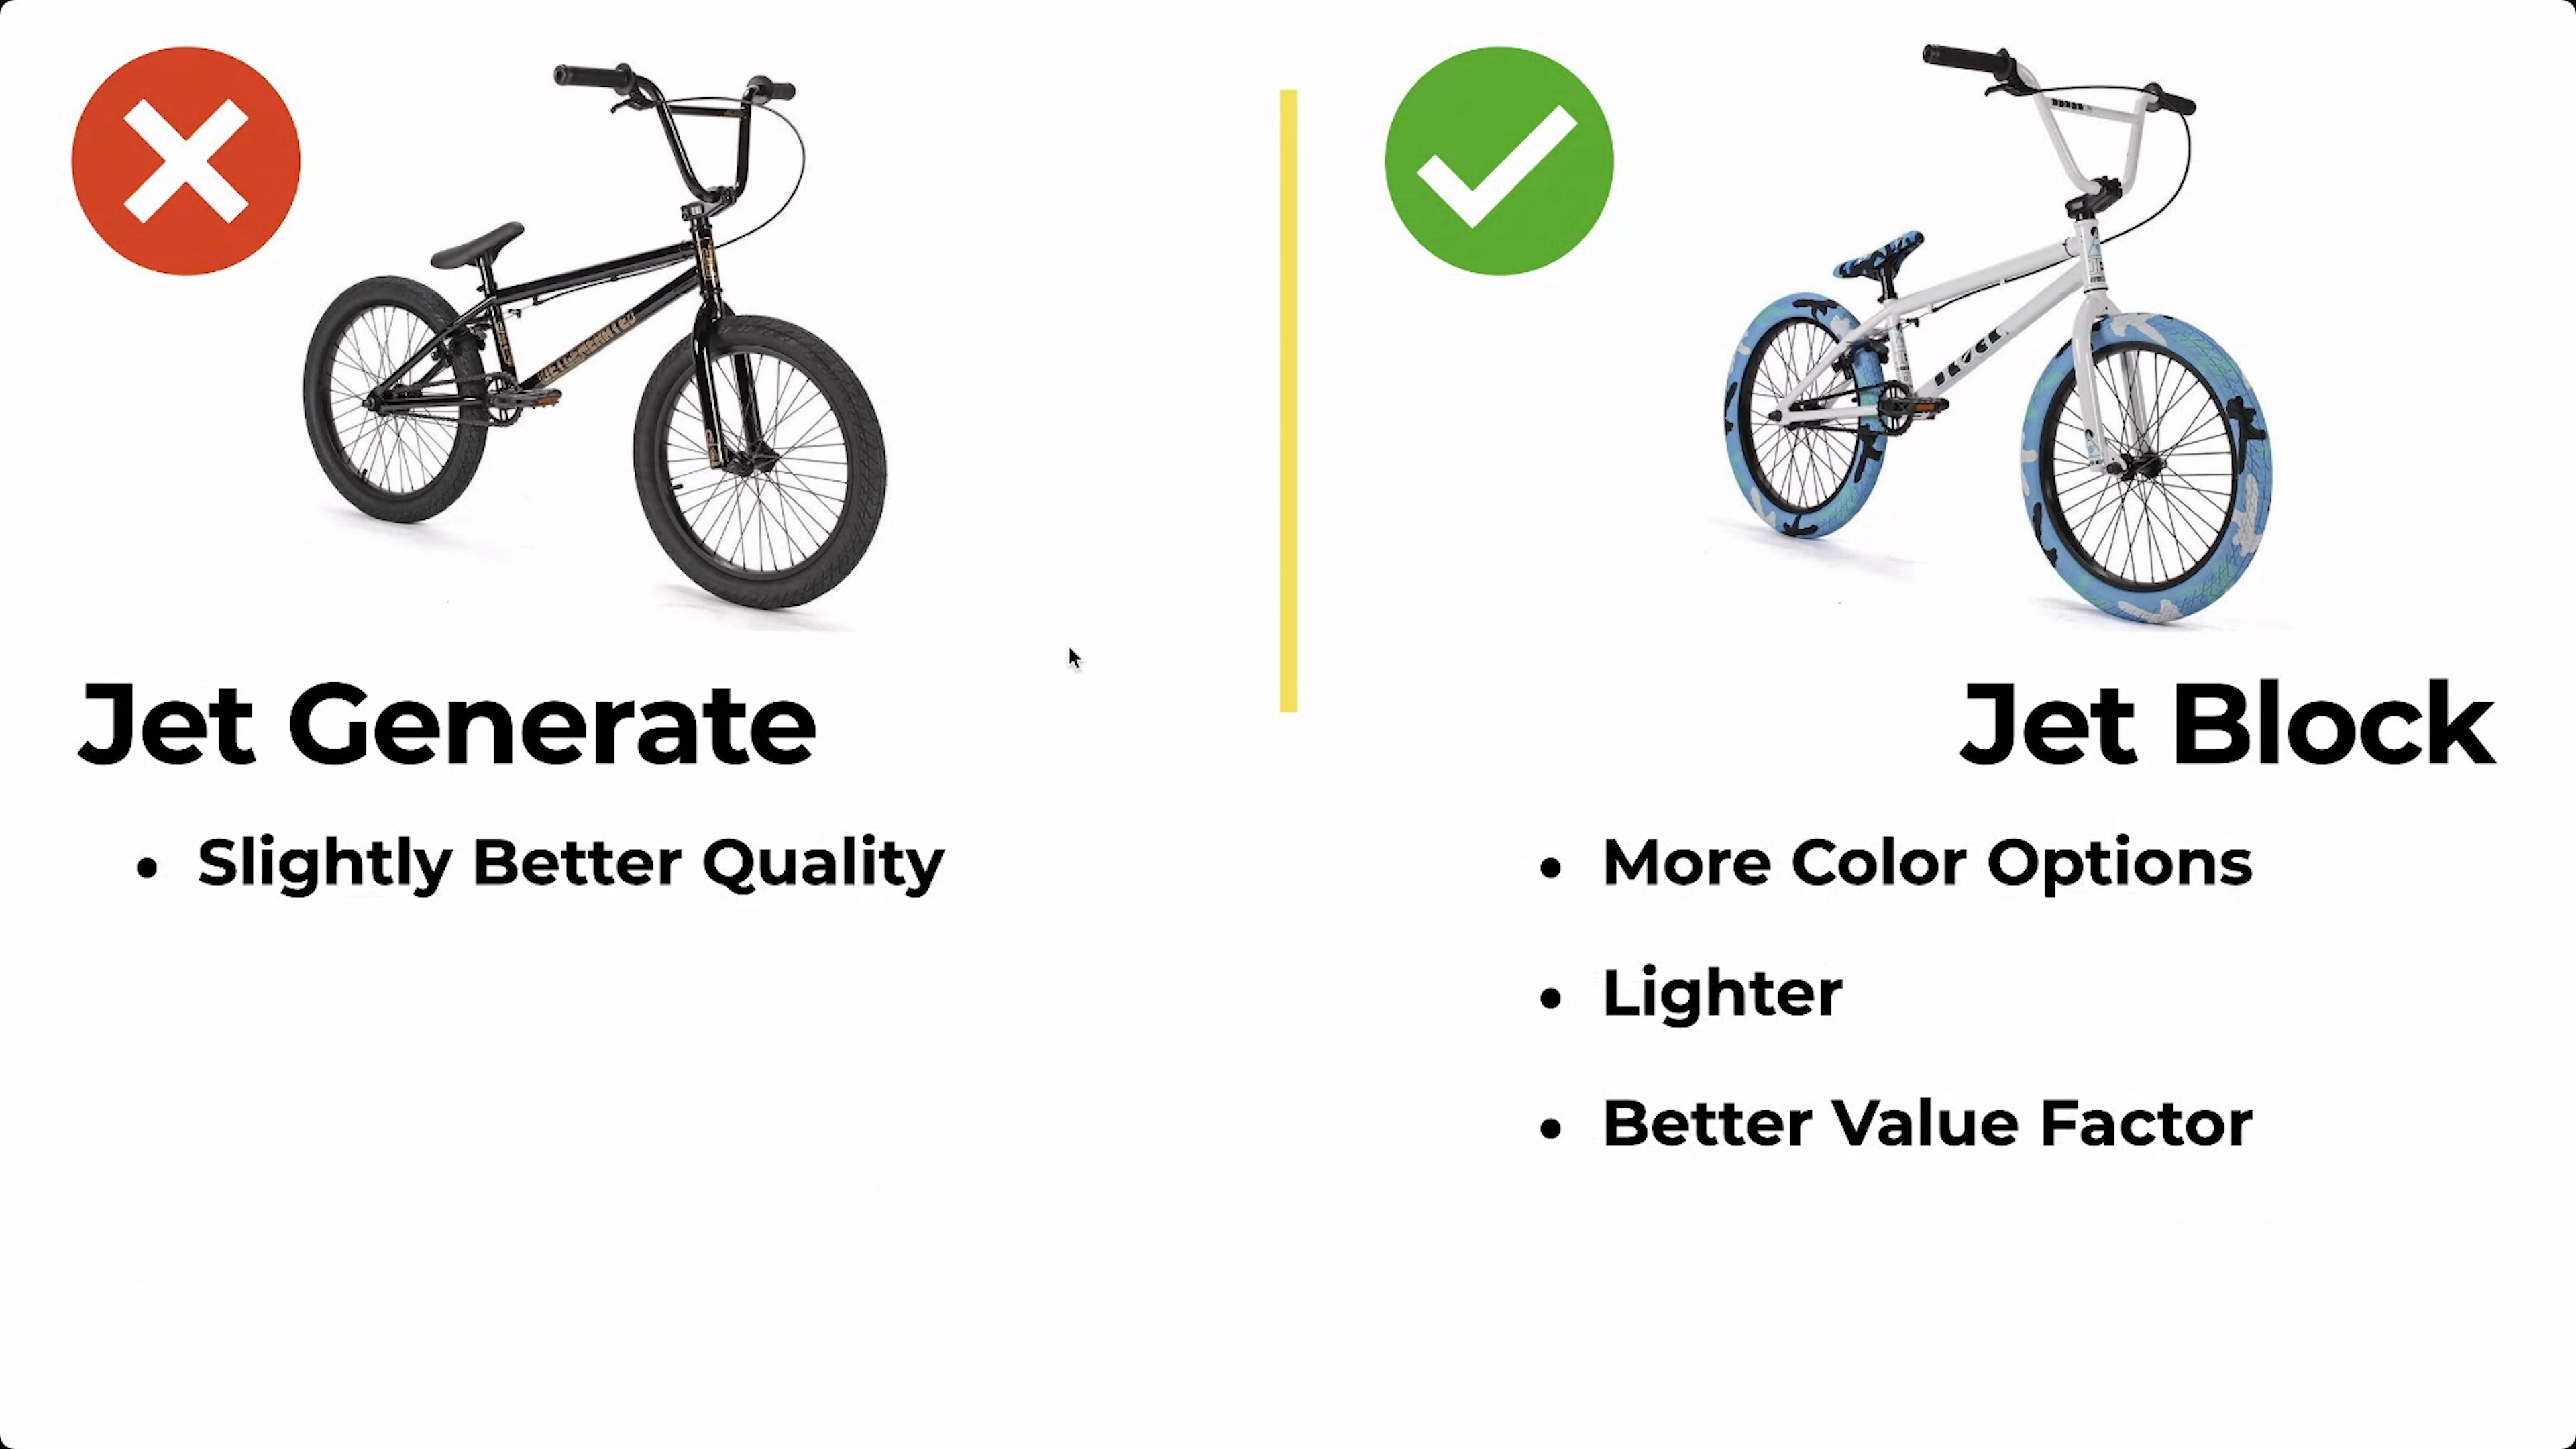 Jet Generate
Slightly Better Quality
Jet Block
More Color Options
Lighter
Better Value Factor